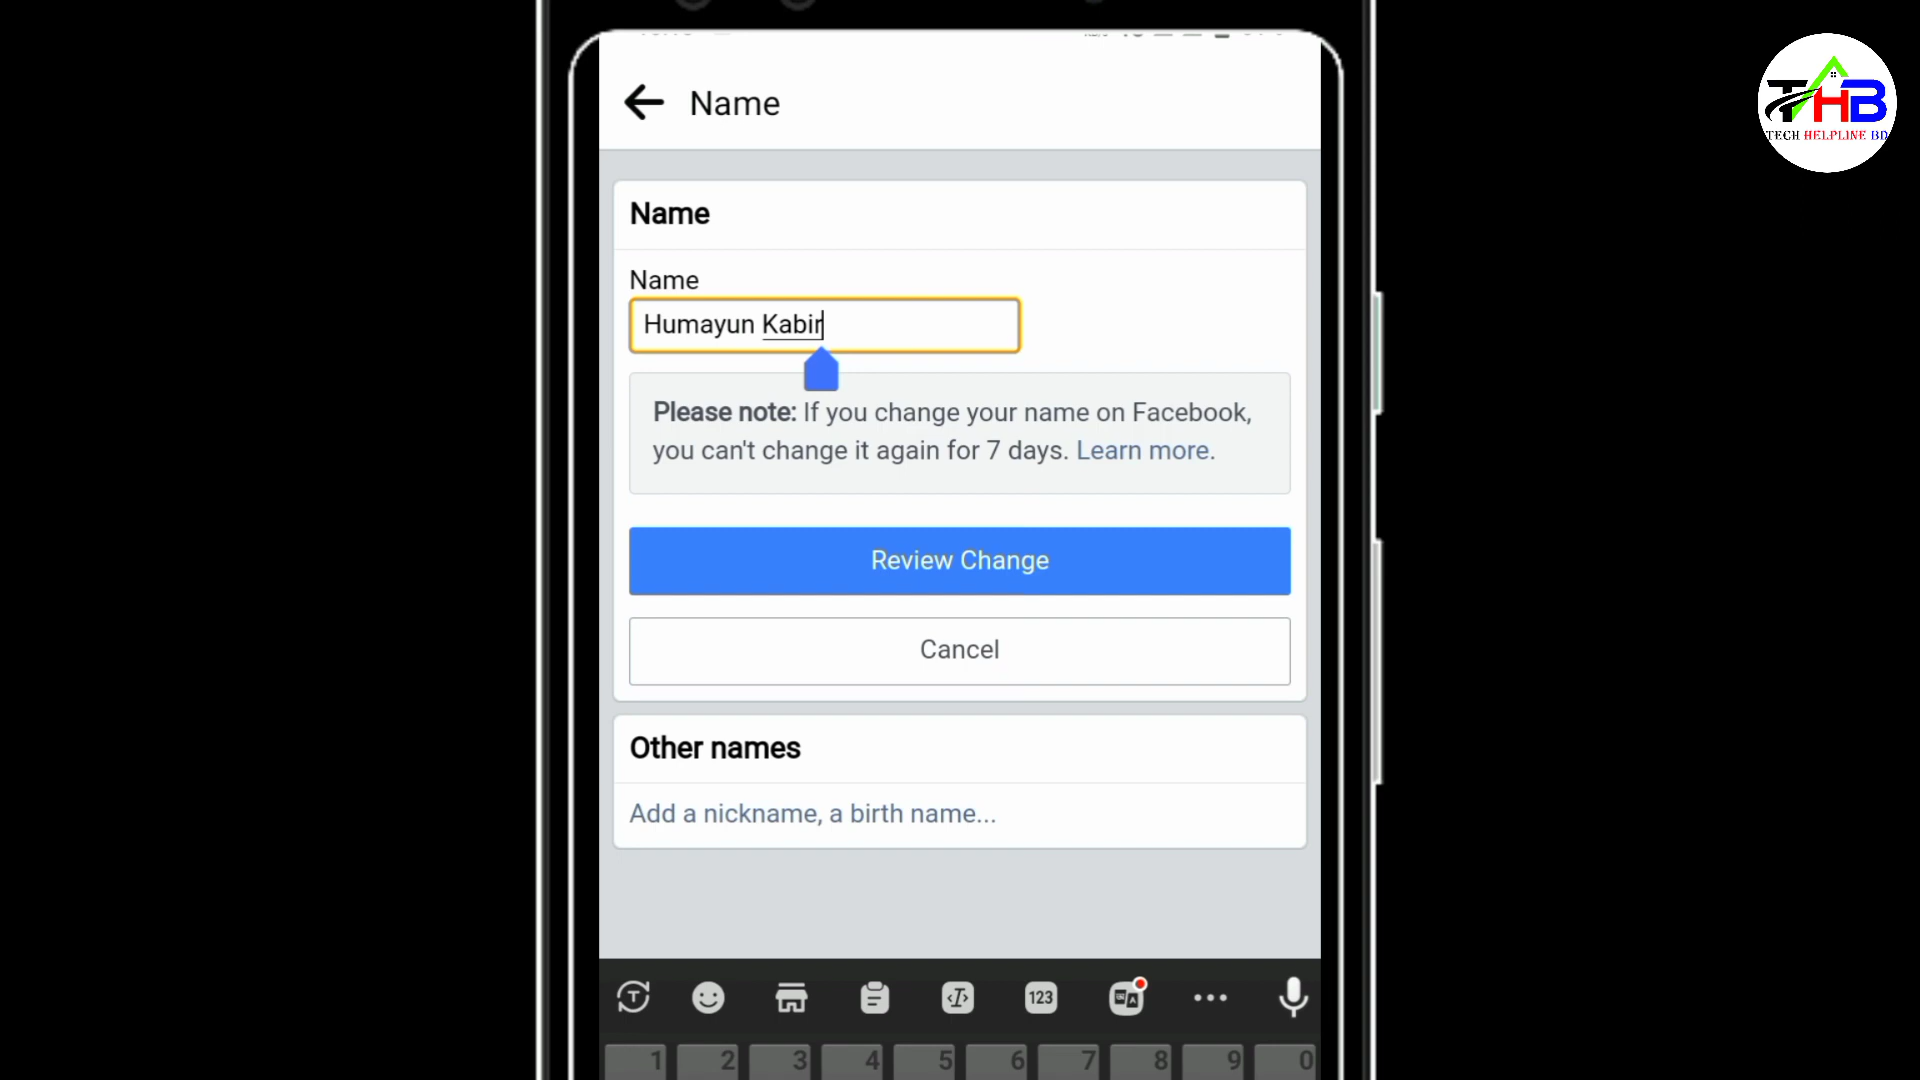 Name
THB
TECH HELPLINE BD
Name
Name
Humayun Kabir
Please note: If you change your name on Facebook,
you can't change it again for 7 days. Learn more.
Review Change
Cancel
Other names
Add a nickname, a birth name...
123
1 2 3 4 5 6 7 8 9 0